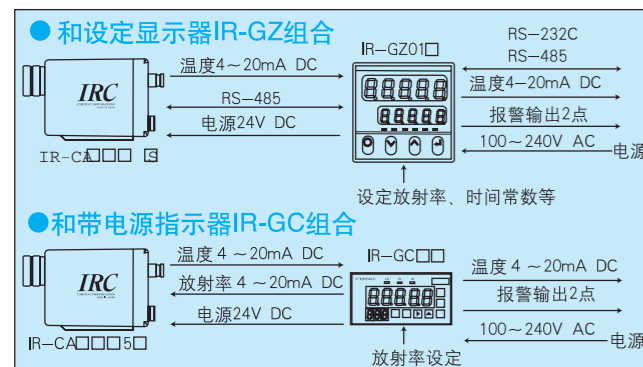 ● 和设定显示器IR-GZ组合
IRC
温度4～20mA DC
RS-485
电源24V DC
IR-CA□□□ □S
IR-GZ01□
88888
88888
RS-232C
RS-485
温度4-20mA DC
报警输出2点
100～240V AC
电源
设定放射率、时间常数等
●和带电源指示器IR-GC组合
IRC
温度 4 ～20mA DC
放射率 4 ～20mA DC
电源24V DC
IR-CA□□□5□
IR-GC□□
CHINO
88888
温度 4 ～20mA DC
报警输出2点
100～240V AC
电源
放射率设定